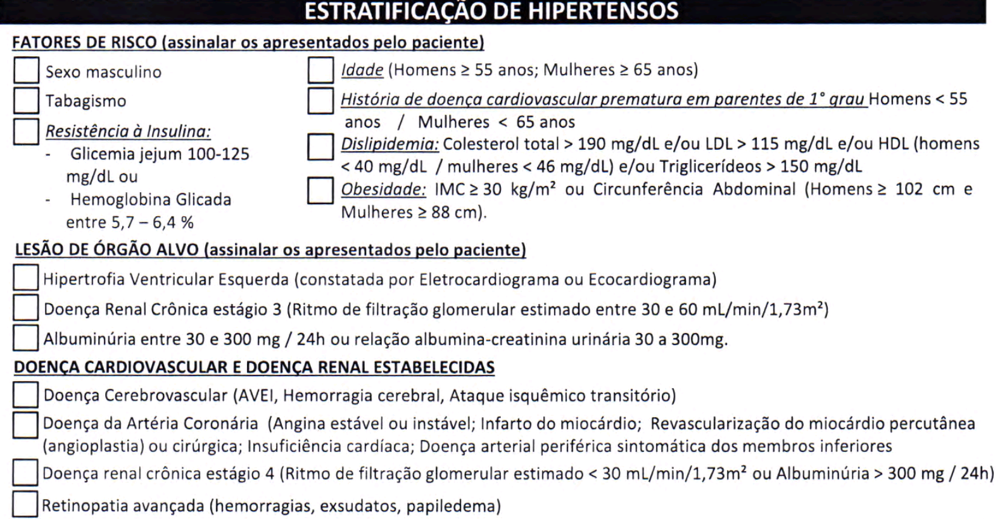 ESTRATIFICAÇÃO DE HIPERTENSOS
FATORES DE RISCO (assinalar os apresentados pelo paciente)
Sexo masculino
Tabagismo
Resistência à Insulina:
- Glicemia jejum 100-125
mg/dL ou
- Hemoglobina Glicada
entre 5,7 – 6,4 %
Idade (Homens ≥ 55 anos; Mulheres ≥ 65 anos)
História de doença cardiovascular prematura em parentes de 1° grau Homens < 55
anos / Mulheres < 65 anos
Dislipidemia: Colesterol total > 190 mg/dL e/ou LDL > 115 mg/dL e/ou HDL (homens
< 40 mg/dL / mulheres < 46 mg/dL) e/ou Triglicerídeos > 150 mg/dL
Obesidade: IMC ≥ 30 kg/m² ou Circunferência Abdominal (Homens ≥ 102 cm e
Mulheres ≥ 88 cm).
LESÃO DE ÓRGÃO ALVO (assinalar os apresentados pelo paciente)
Hipertrofia Ventricular Esquerda (constatada por Eletrocardiograma ou Ecocardiograma)
Doença Renal Crônica estágio 3 (Ritmo de filtração glomerular estimado entre 30 e 60 mL/min/1,73m²)
Albuminúria entre 30 e 300 mg / 24h ou relação albumina-creatinina urinária 30 a 300mg.
DOENÇA CARDIOVASCULAR E DOENÇA RENAL ESTABELECIDAS
Doença Cerebrovascular (AVEI, Hemorragia cerebral, Ataque isquêmico transitório)
Doença da Artéria Coronária (Angina estável ou instável; Infarto do miocárdio; Revascularização do miocárdio percutânea
(angioplastia) ou cirúrgica; Insuficiência cardíaca; Doença arterial periférica sintomática dos membros inferiores
Doença renal crônica estágio 4 (Ritmo de filtração glomerular estimado < 30 mL/min/1,73m² ou Albuminúria > 300 mg / 24h)
Retinopatia avançada (hemorragias, exsudatos, papiledema)